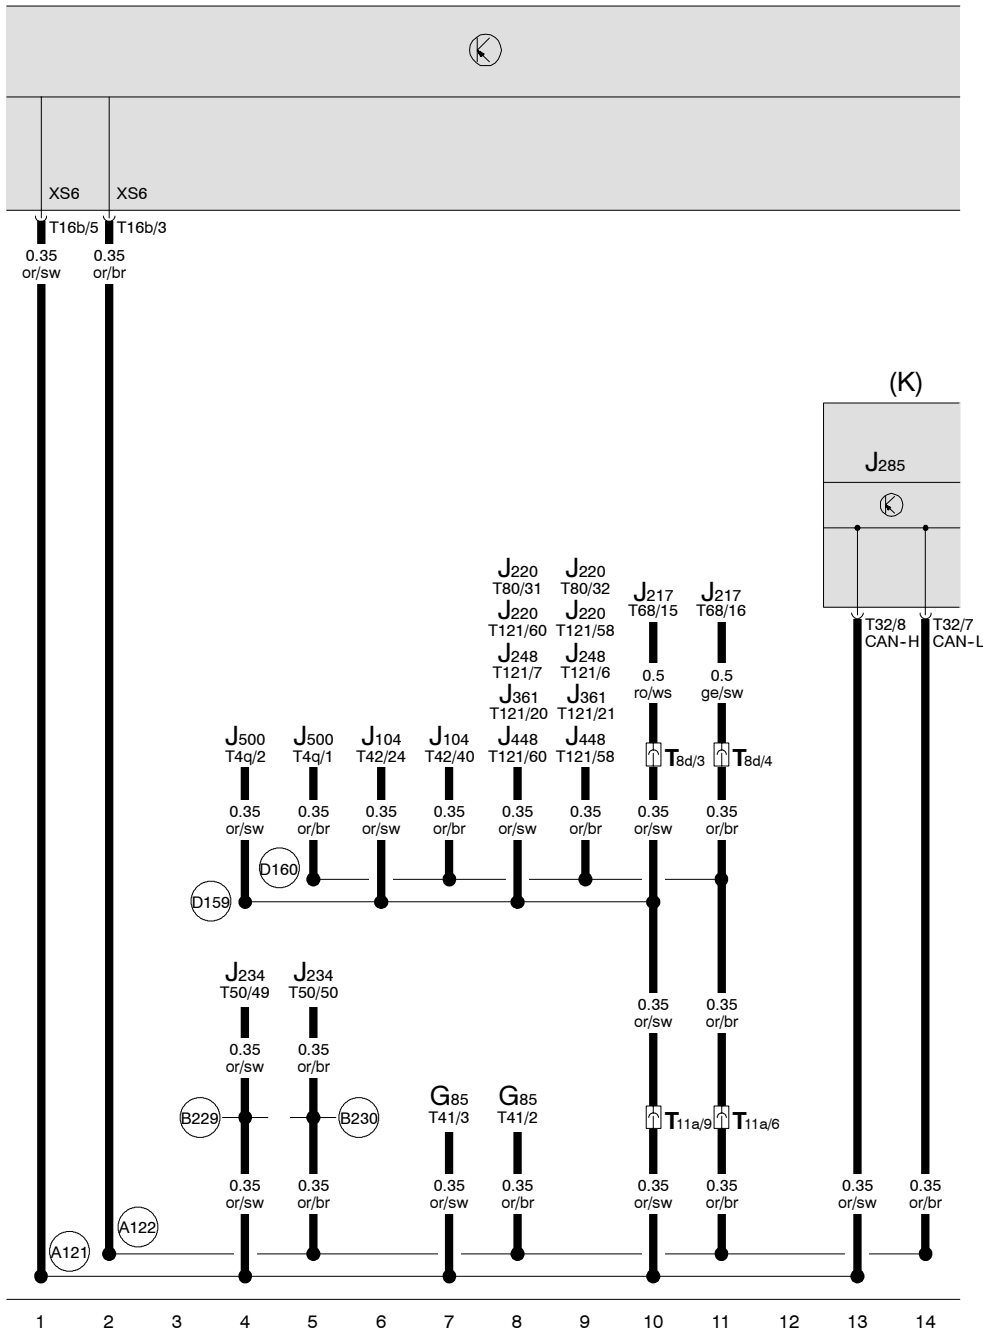 XS6 XS6
T16b/5 T16b/3
0.35 0.35
or/sw or/br
(K)
J285
T32/8 T32/7
CAN-H CAN-L
J220 J220
T80/31 T80/32
J217 J217
T68/15 T68/16
J220 J220
T121/60 T121/58
J248 J248
T121/7 T121/6
0.5 0.5
ro/ws ge/sw
J361 J361
T121/20 T121/21
J500 J500 J104 J104 J448 J448
T4q/2 T4q/1 T42/24 T42/40 T121/60 T121/58 T8d/3 T8d/4
0.35 0.35 0.35 0.35 0.35 0.35 0.35 0.35
or/sw or/br or/sw or/br or/sw or/br or/sw or/br
D160
D159
J234 J234
T50/49 T50/50
0.35 0.35
or/sw or/br
0.35 0.35
or/sw or/br
G85 G85
T41/3 T41/2
B229 B230 T11a/9 T11a/6
0.35 0.35 0.35 0.35 0.35 0.35 0.35 0.35
or/sw or/br or/sw or/br or/sw or/br or/sw or/br
A122
A121
1 2 3 4 5 6 7 8 9 10 11 12 13 14